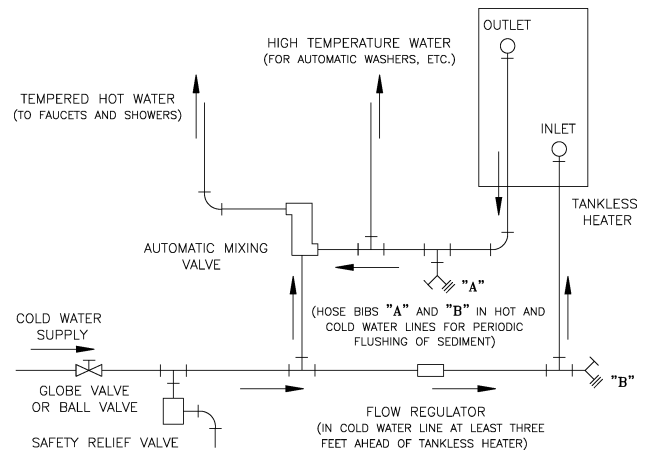 OUTLET
HIGH TEMPERATURE WATER
(FOR AUTOMATIC WASHERS, ETC.)
TEMPERED HOT WATER
(TO FAUCETS AND SHOWERS)
INLET
TANKLESS
HEATER
AUTOMATIC MIXING
VALVE
"A"
(HOSE BIBS "A" AND "B" IN HOT AND
COLD WATER LINES FOR PERIODIC
FLUSHING OF SEDIMENT)
COLD WATER
SUPPLY
"B"
GLOBE VALVE
OR BALL VALVE
FLOW REGULATOR
(IN COLD WATER LINE AT LEAST THREE
FEET AHEAD OF TANKLESS HEATER)
SAFETY RELIEF VALVE